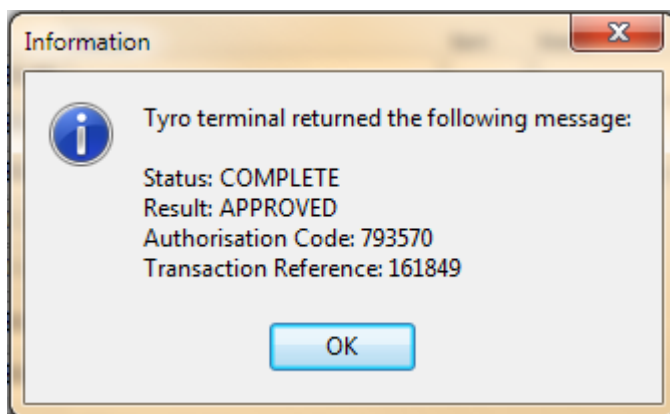 Information
Tyro terminal returned the following message:
Status: COMPLETE
Result: APPROVED
Authorisation Code: 793570
Transaction Reference: 161849
OK